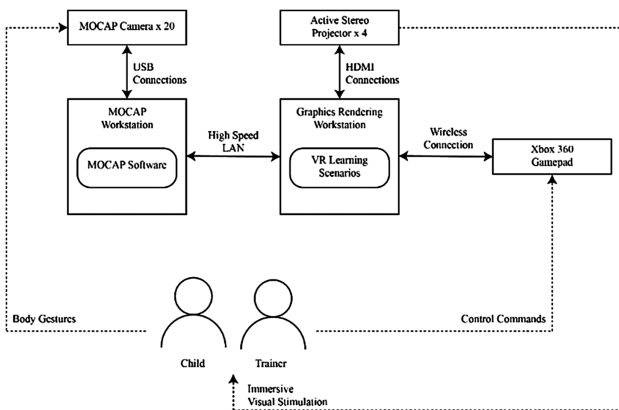 MOCAP Camera x 20
Active Stereo
Projector x 4
USB
Connections
HDMI
Connections
MOCAP
Workstation
MOCAP Software
High Speed
LAN
Graphics Rendering
Workstation
VR Learning
Scenarios
Wireless
Connection
Xbox 360
Gamepad
Body Gestures
Control Commands
Child
Trainer
Immersive
Visual Stimulation